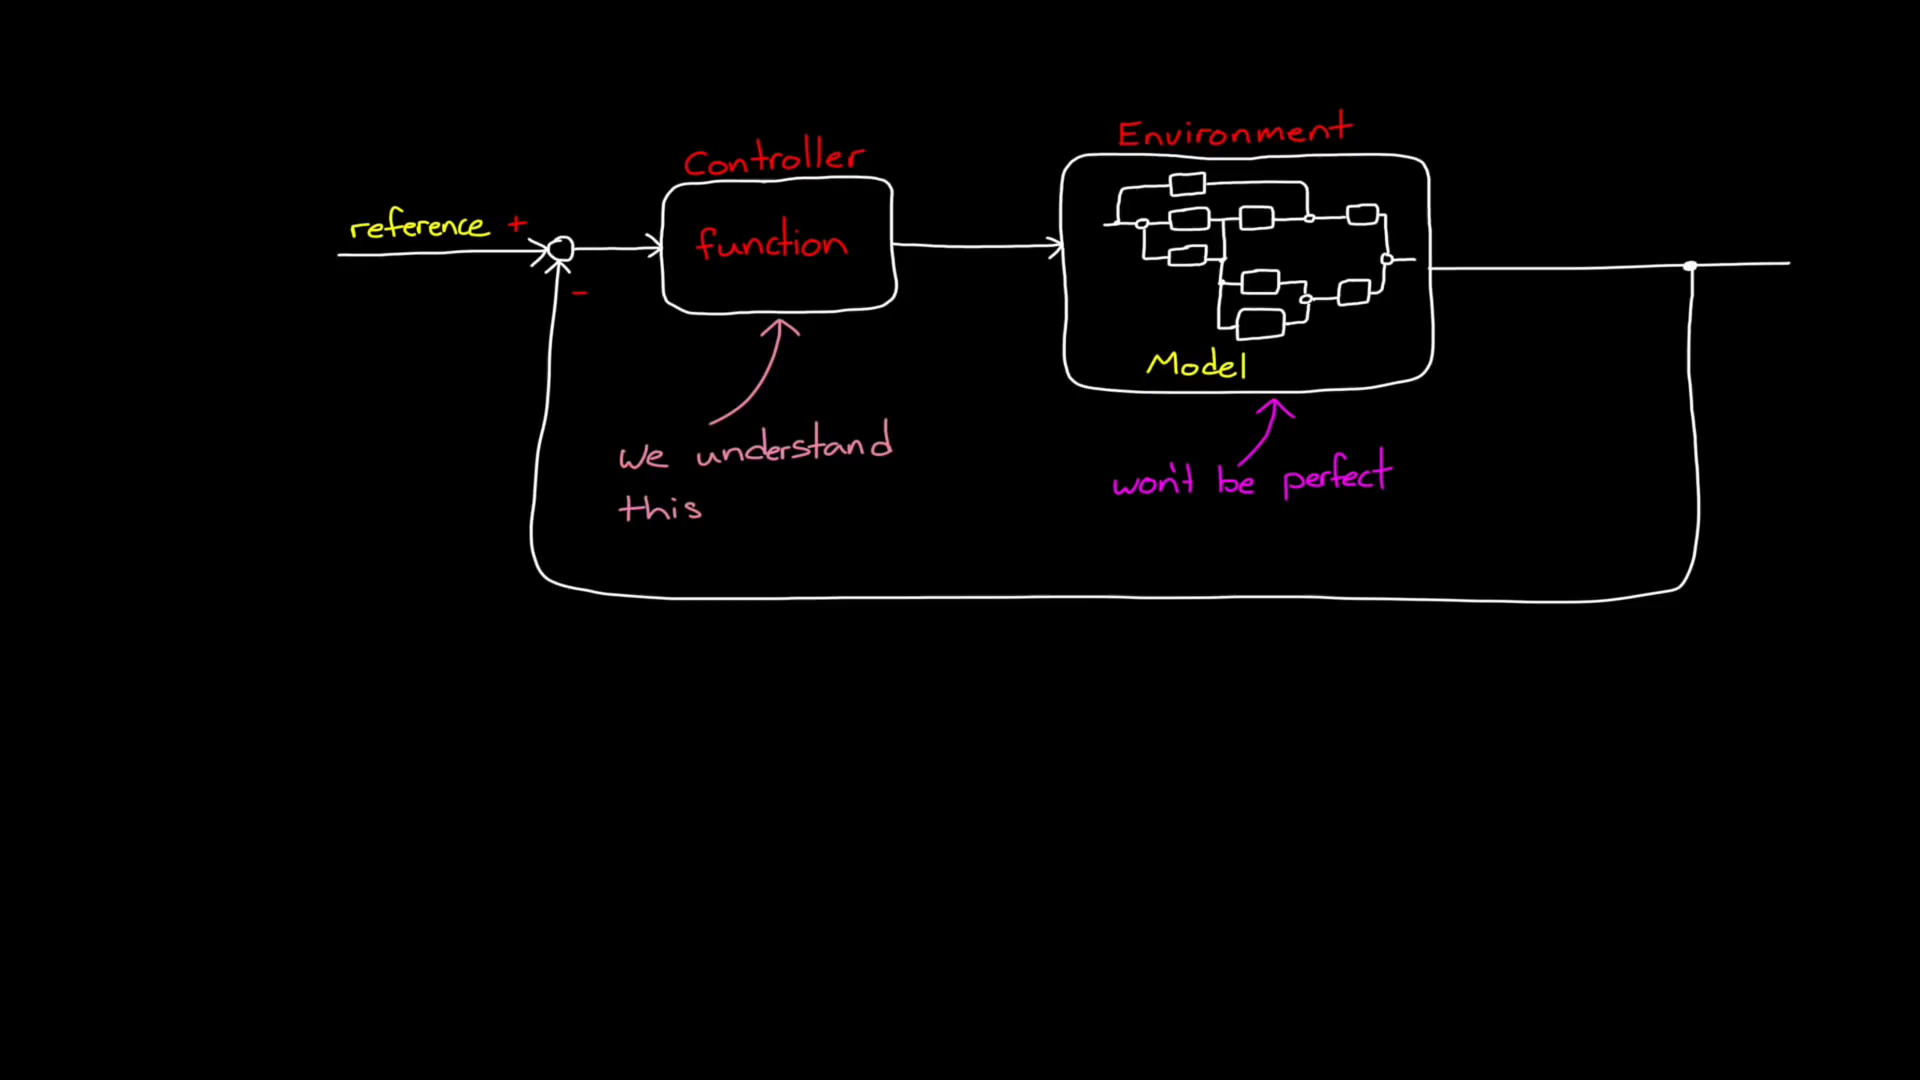 Environment
Controller
reference +
function
-
Model
we understand
this
won't be perfect